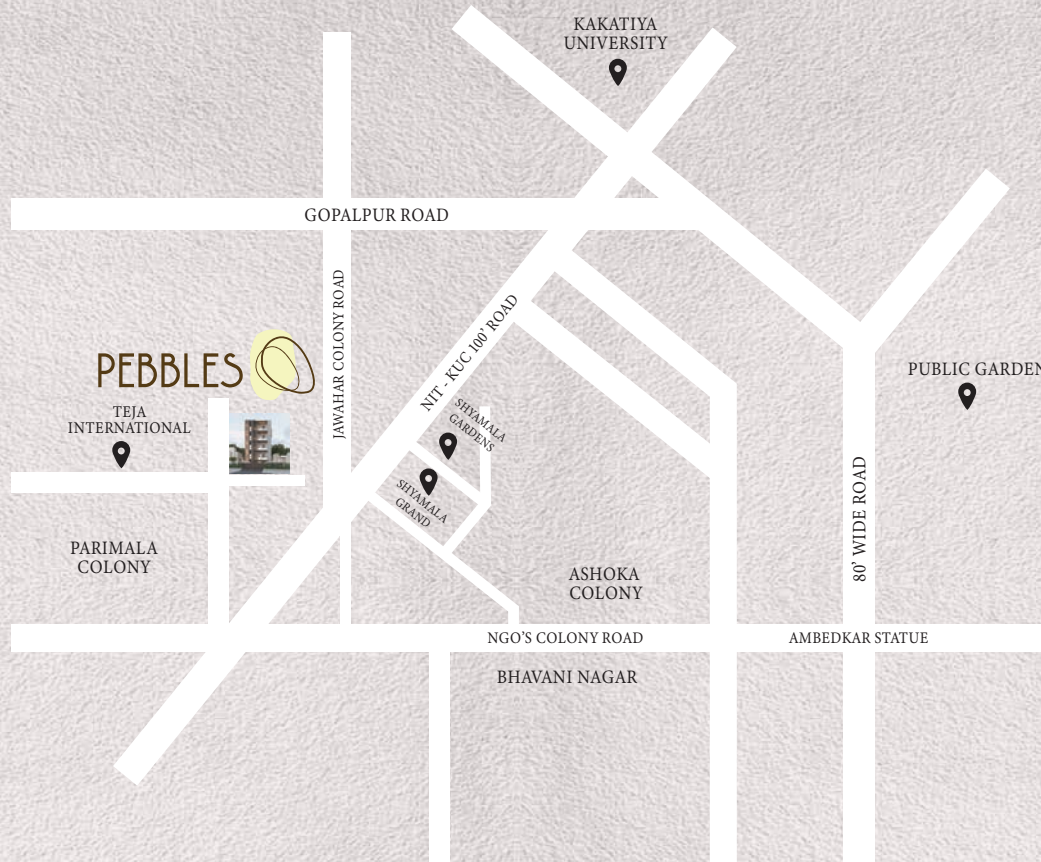 KAKATIYA
UNIVERSITY
GOPALPUR ROAD
JAWAHAR COLONY ROAD
NIT - KUC 100' ROAD
PEBBLES
TEJA
INTERNATIONAL
SHYAMALA
GARDENS
SHYAMALA
GRAND
PUBLIC GARDEN
80' WIDE ROAD
PARIMALA
COLONY
ASHOKA
COLONY
NGO'S COLONY ROAD
AMBEDKAR STATUE
BHAVANI NAGAR